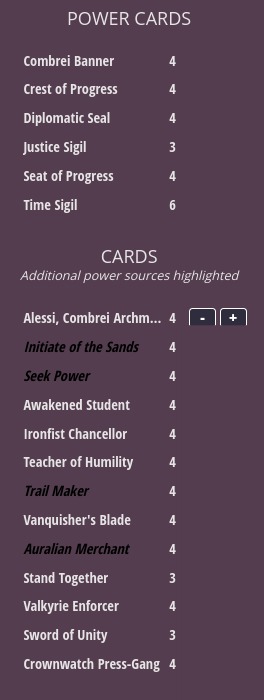 POWER CARDS
Combrei Banner 4
Crest of Progress 4
Diplomatic Seal 4
Justice Sigil 3
Seat of Progress 4
Time Sigil 6
CARDS
Additional power sources highlighted
Alessi, Combrei Archm... 4 - +
Initiate of the Sands 4
Seek Power 4
Awakened Student 4
Ironfist Chancellor 4
Teacher of Humility 4
Trail Maker 4
Vanquisher's Blade 4
Auralian Merchant 4
Stand Together 3
Valkyrie Enforcer 4
Sword of Unity 3
Crownwatch Press-Gang 4